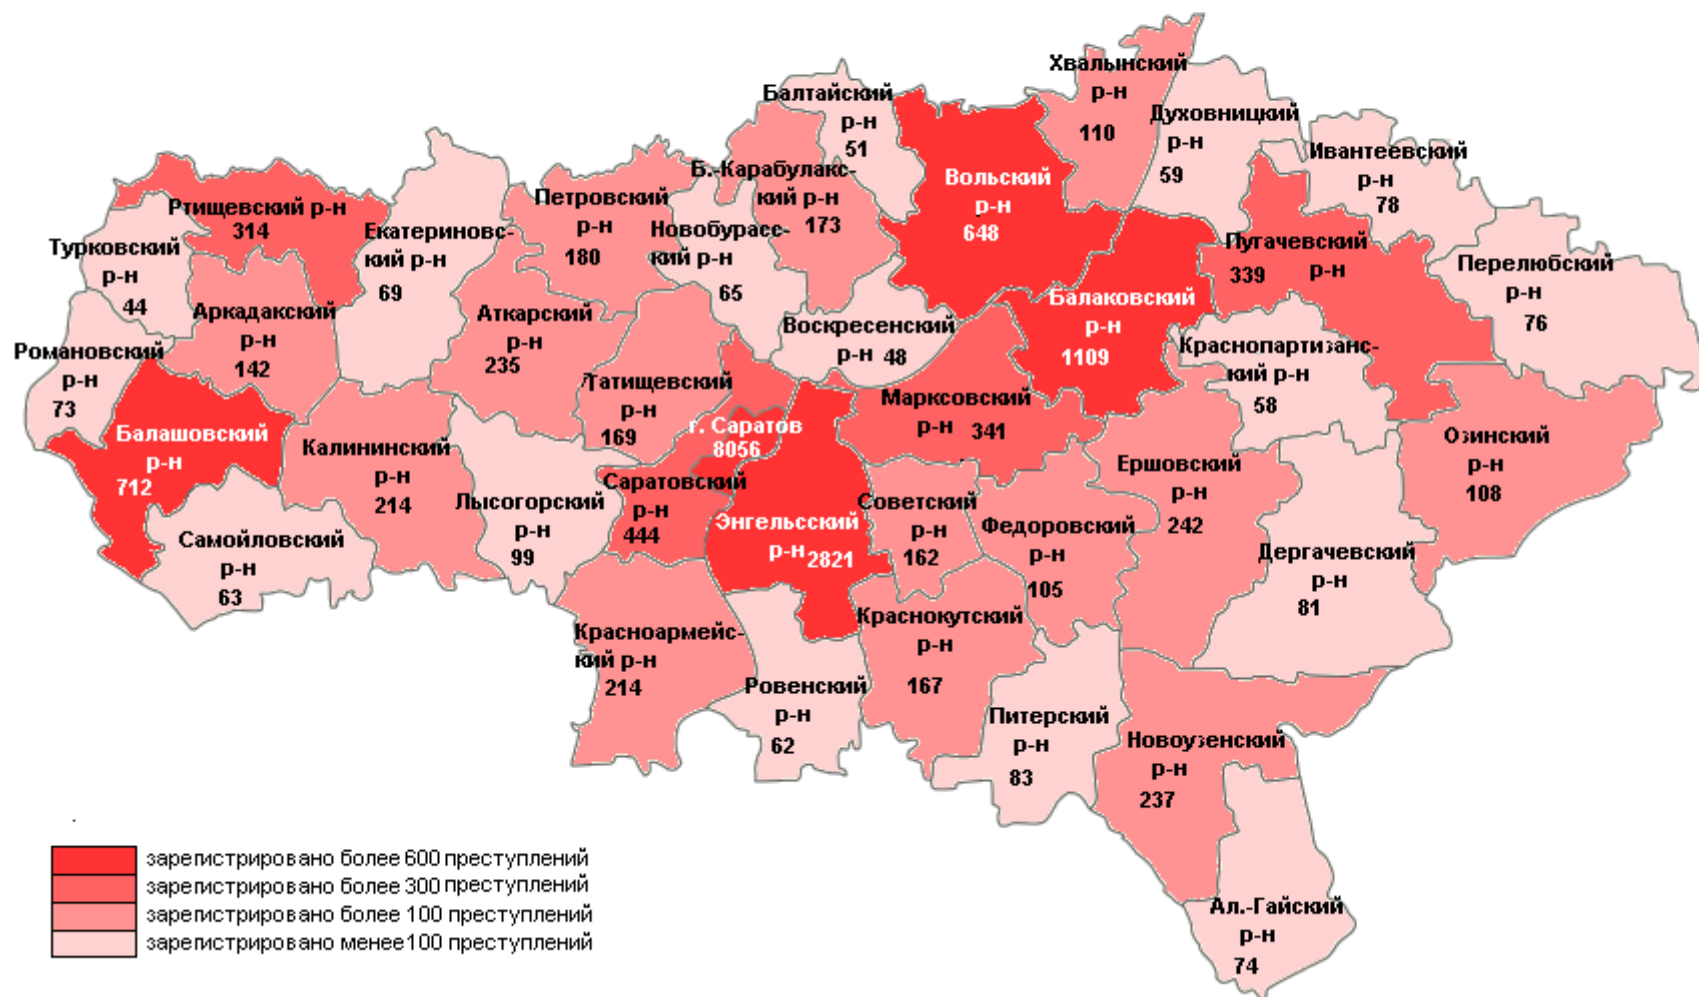 Хвалынский
р-н
110
Балтайский
р-н
51
Духовницкий
р-н
59
Ивантеевский
р-н
78
Вольский
р-н
648
Б.-Карабулакс-
кий р-н
173
Петровский
р-н
180
Ртищевский р-н
314
Екатериновс-
кий р-н
69
Новобурасс-
кий р-н
65
Турковский
р-н
44
Пугачевский
339 р-н
Перелюбский
р-н
76
Балаковский
р-н
1109
Аркадакский
р-н
142
Аткарский
р-н
235
Воскресенский
р-н 48
Краснопартизанс-
кий р-н
58
Романовский
р-н
73
Татищевский
р-н
169
Марксовский
р-н 341
г. Саратов
8056
Балашовский
р-н
712
Калининский
р-н
214
Озинский
р-н
108
Ершовский
р-н
242
Саратовский
р-н
444
Лысогорский
р-н
99
Советский
р-н
162
Энгельсский
р-н 2821
Федоровский
р-н
105
Самойловский
р-н
63
Дергачевский
р-н
81
Краснокутский
р-н
167
Красноармейс-
кий р-н
214
Ровенский
р-н
62
Питерский
р-н
83
Новоузенский
р-н
237
Ал.-Гайский
р-н
74
зарегистрировано более 600 преступлений
зарегистрировано более 300 преступлений
зарегистрировано более 100 преступлений
зарегистрировано менее 100 преступлений